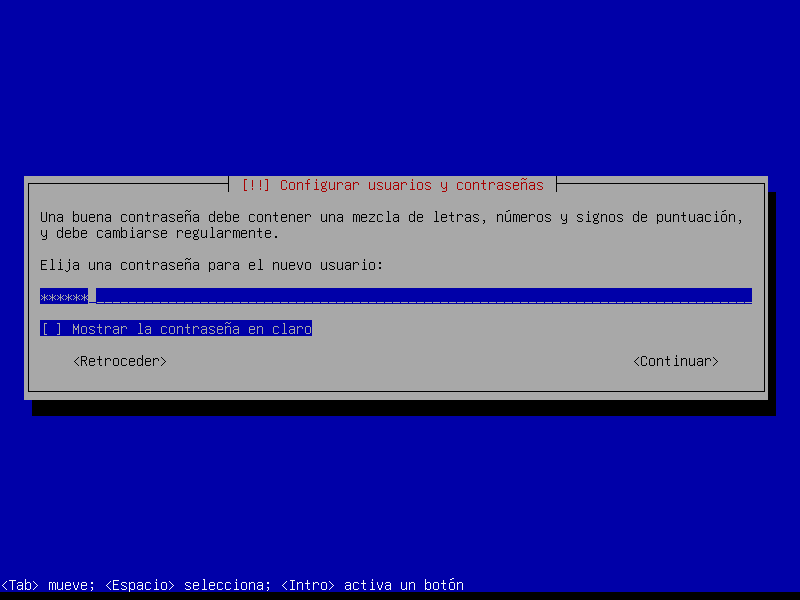 [!!] Configurar usuarios y contraseñas
Una buena contraseña debe contener una mezcla de letras, números y signos de puntuación,
y debe cambiarse regularmente.
Elija una contraseña para el nuevo usuario:
******
[ ] Mostrar la contraseña en claro
<Retroceder> <Continuar>
<Tab> mueve; <Espacio> selecciona; <Intro> activa un botón